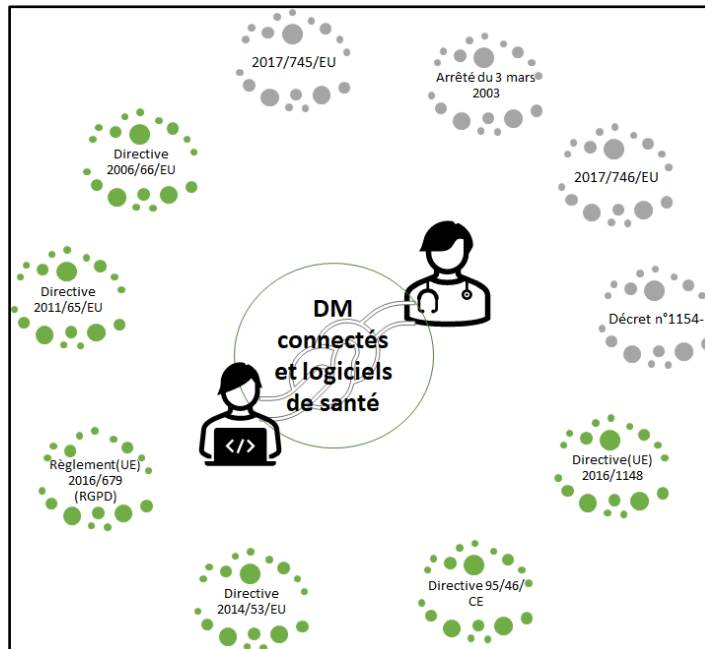 2017/745/EU
Arrêté du 3 mars
2003
Directive
2006/66/EU
2017/746/EU
Directive
2011/65/EU
DM
connectés
et logiciels
de santé
Décret n°1154-
</>
Règlement(UE)
2016/679
(RGPD)
Directive(UE)
2016/1148
Directive
2014/53/EU
Directive 95/46/
CE